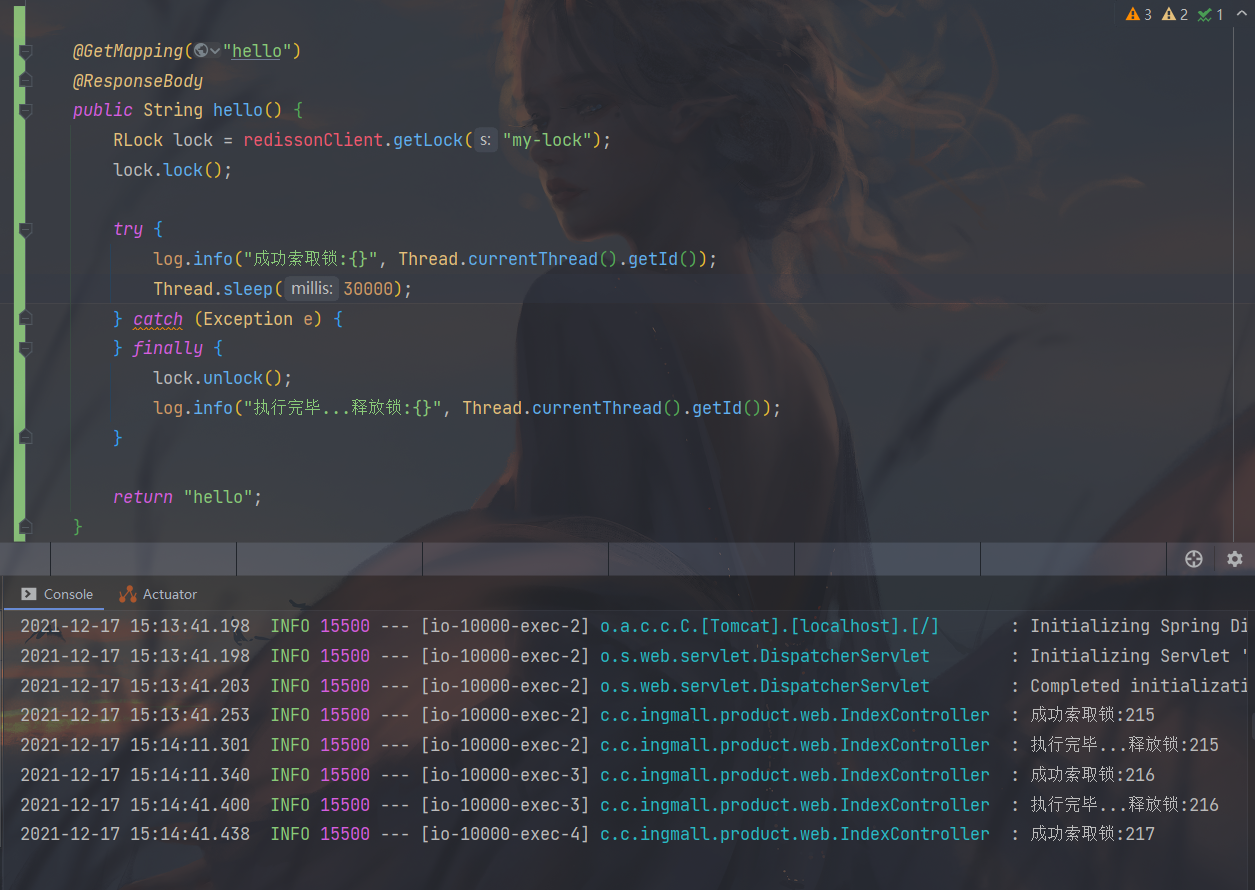 3 2 1
@GetMapping("hello")
@ResponseBody
public String hello() {
RLock lock = redissonClient.getLock( s: "my-lock");
lock.lock();
try {
log.info("成功索取锁:{}", Thread.currentThread().getId());
Thread.sleep( millis: 30000);
} catch (Exception e) {
} finally {
lock.unlock();
log.info("执行完毕...释放锁:{}", Thread.currentThread().getId());
}
return "hello";
}
Console Actuator
2021-12-17 15:13:41.198 INFO 15500 --- [io-10000-exec-2] o.a.c.c.C.[Tomcat].[localhost].[/] : Initializing Spring Di
2021-12-17 15:13:41.198 INFO 15500 --- [io-10000-exec-2] o.s.web.servlet.DispatcherServlet : Initializing Servlet '
2021-12-17 15:13:41.203 INFO 15500 --- [io-10000-exec-2] o.s.web.servlet.DispatcherServlet : Completed initializati
2021-12-17 15:13:41.253 INFO 15500 --- [io-10000-exec-2] c.c.ingmall.product.web.IndexController : 成功索取锁:215
2021-12-17 15:14:11.301 INFO 15500 --- [io-10000-exec-2] c.c.ingmall.product.web.IndexController : 执行完毕...释放锁:215
2021-12-17 15:14:11.340 INFO 15500 --- [io-10000-exec-3] c.c.ingmall.product.web.IndexController : 成功索取锁:216
2021-12-17 15:14:41.400 INFO 15500 --- [io-10000-exec-3] c.c.ingmall.product.web.IndexController : 执行完毕...释放锁:216
2021-12-17 15:14:41.438 INFO 15500 --- [io-10000-exec-4] c.c.ingmall.product.web.IndexController : 成功索取锁:217